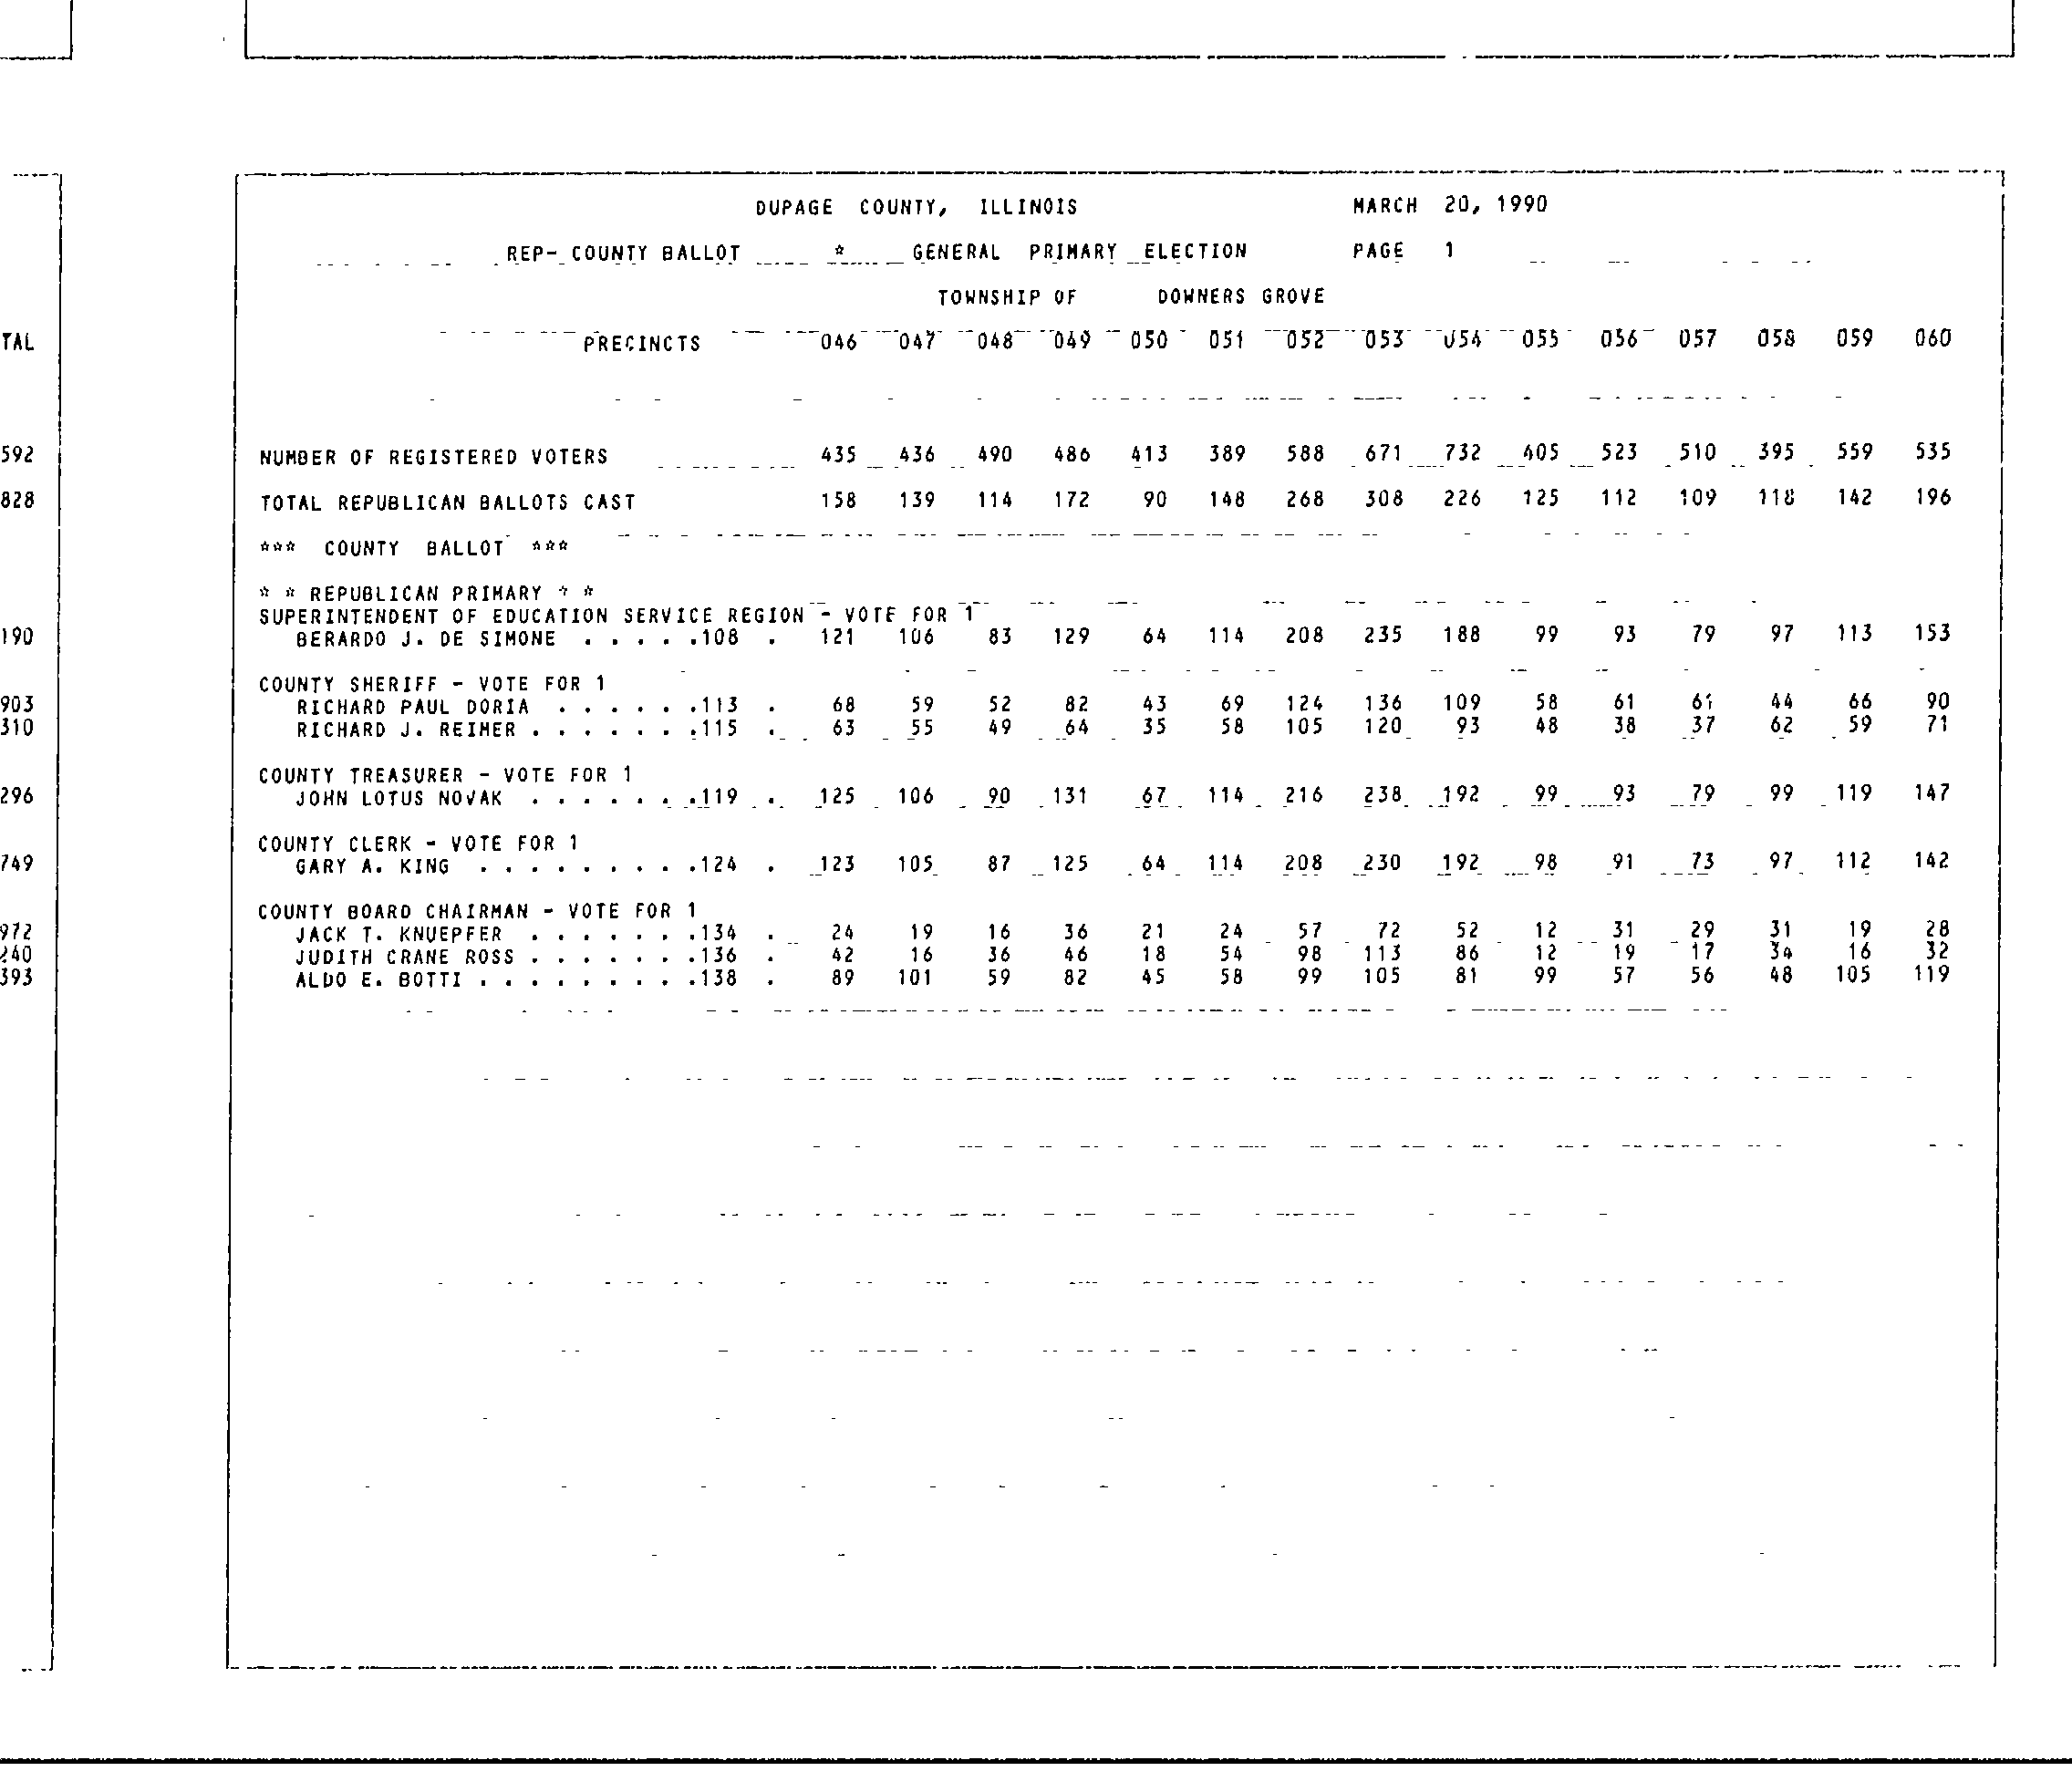 DUPAGE COUNTY, ILLINOIS MARCH 20, 1990
REP- COUNTY BALLOT * GENERAL PRIMARY ELECTION PAGE 1
TOWNSHIP OF DOWNERS GROVE
TAL
PRECINCTS 046 047 048 049 050 051 052 053 054 055 056 057 058 059 060
592
NUMBER OF REGISTERED VOTERS 435 436 490 486 413 389 588 671 732 405 523 510 395 559 535
828
TOTAL REPUBLICAN BALLOTS CAST 158 139 114 172 90 148 268 308 226 125 112 109 118 142 196
*** COUNTY BALLOT ***
* * REPUBLICAN PRIMARY * *
SUPERINTENDENT OF EDUCATION SERVICE REGION - VOTE FOR 1
190
BERARDO J. DE SIMONE . . . . .108 . 121 106 83 129 64 114 208 235 188 99 93 79 97 113 153
COUNTY SHERIFF - VOTE FOR 1
903
RICHARD PAUL DORIA . . . . . .113 . 68 59 52 82 43 69 124 136 109 58 61 61 44 66 90
310
RICHARD J. REIMER . . . . . . .115 . 63 55 49 64 35 58 105 120 93 48 38 37 62 59 71
COUNTY TREASURER - VOTE FOR 1
296
JOHN LOTUS NOVAK . . . . . . .119 . 125 106 90 131 67 114 216 238 192 99 93 79 99 119 147
COUNTY CLERK - VOTE FOR 1
749
GARY A. KING . . . . . . . . .124 . 123 105 87 125 64 114 208 230 192 98 91 73 97 112 142
COUNTY BOARD CHAIRMAN - VOTE FOR 1
972
JACK T. KNUEPFER . . . . . . .134 . 24 19 16 36 21 24 57 72 52 12 31 29 31 19 28
240
JUDITH CRANE ROSS . . . . . . .136 . 42 16 36 46 18 54 98 113 86 12 19 17 34 16 32
393
ALDO E. BOTTI . . . . . . . . .138 . 89 101 59 82 45 58 99 105 81 99 57 56 48 105 119